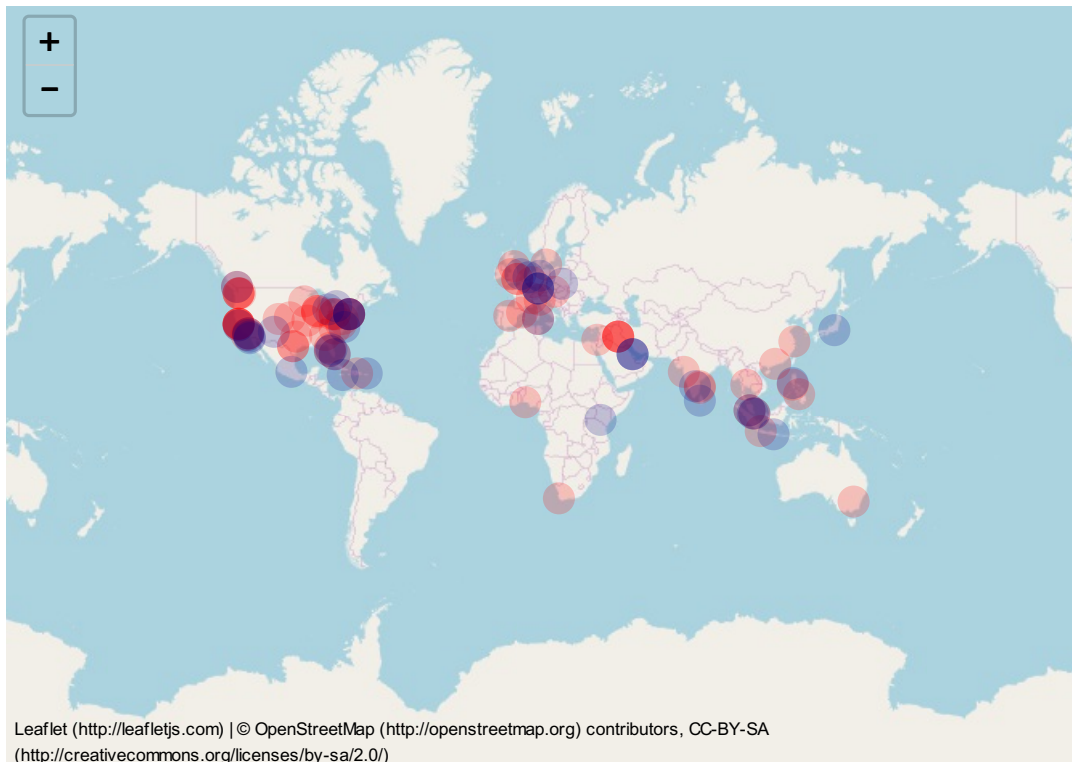 +
−
Leaflet (http://leafletjs.com) | © OpenStreetMap (http://openstreetmap.org) contributors, CC-BY-SA
(http://creativecommons.org/licenses/by-sa/2.0/)